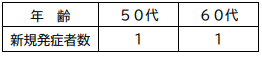 年　齢　５０代　６０代
新規発症者数　１　１